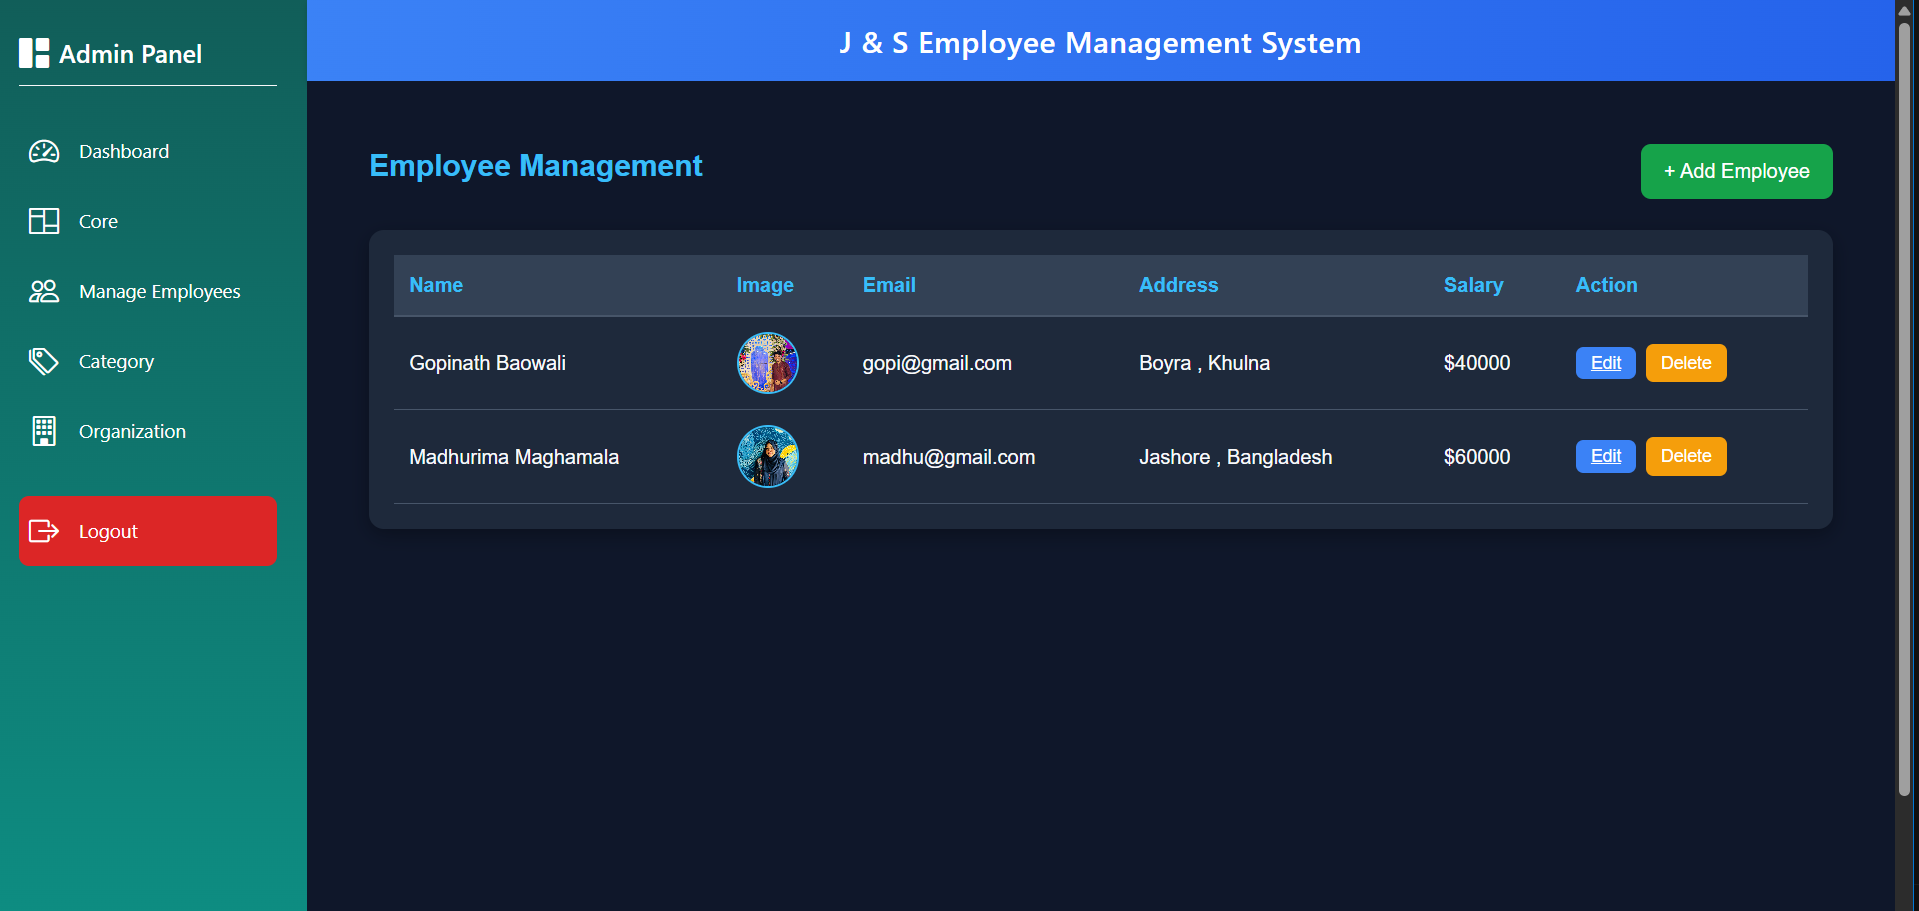 Admin Panel
Dashboard
Core
Manage Employees
Category
Organization
Logout
J & S Employee Management System
Employee Management
+ Add Employee
Name Image Email Address Salary Action
Gopinath Baowali gopi@gmail.com Boyra , Khulna $40000 Edit Delete
Madhurima Maghamala madhu@gmail.com Jashore , Bangladesh $60000 Edit Delete